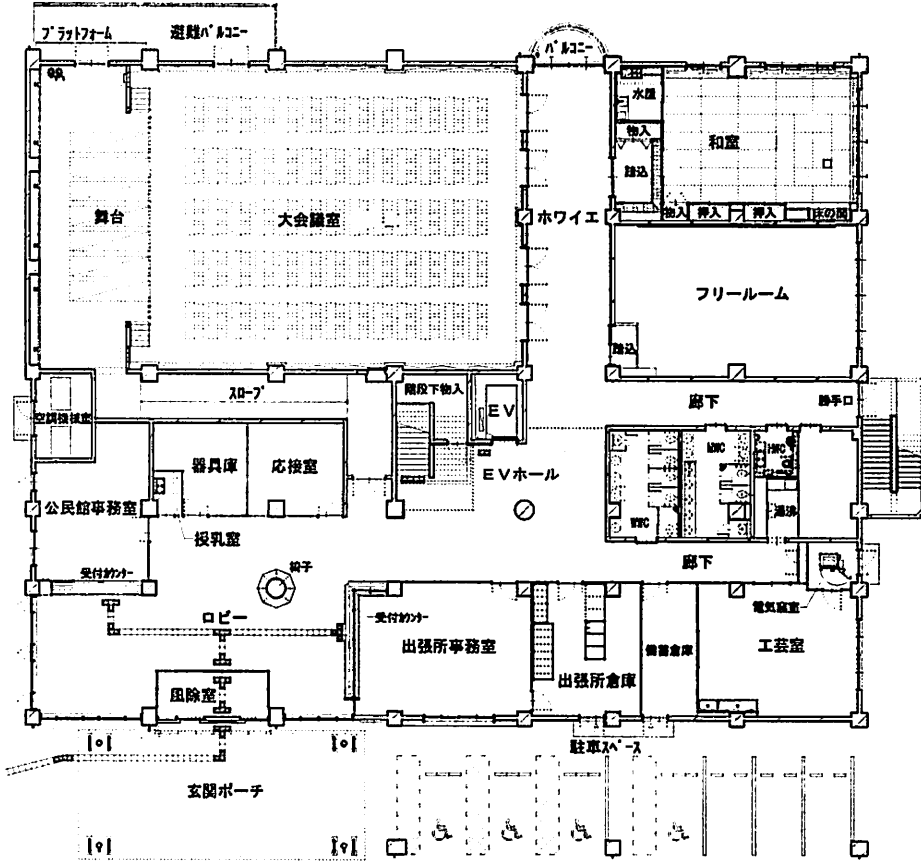 プラットフォーム
避難バルコニー
バルコニー
水屋
物入
踏込
和室
舞台
大会議室
ホワイエ
物入
押入
押入
床の間
フリールーム
踏込
スロープ
階段下物入
EV
廊下
勝手口
空調機械室
器具庫
応接室
EVホール
MWC
HWC
公民館事務室
WWC
湯沸
授乳室
廊下
椅子
受付カウンター
電気窯室
ロビー
受付カウンター
出張所事務室
備蓄倉庫
工芸室
出張所倉庫
風除室
駐車スペース
玄関ポーチ